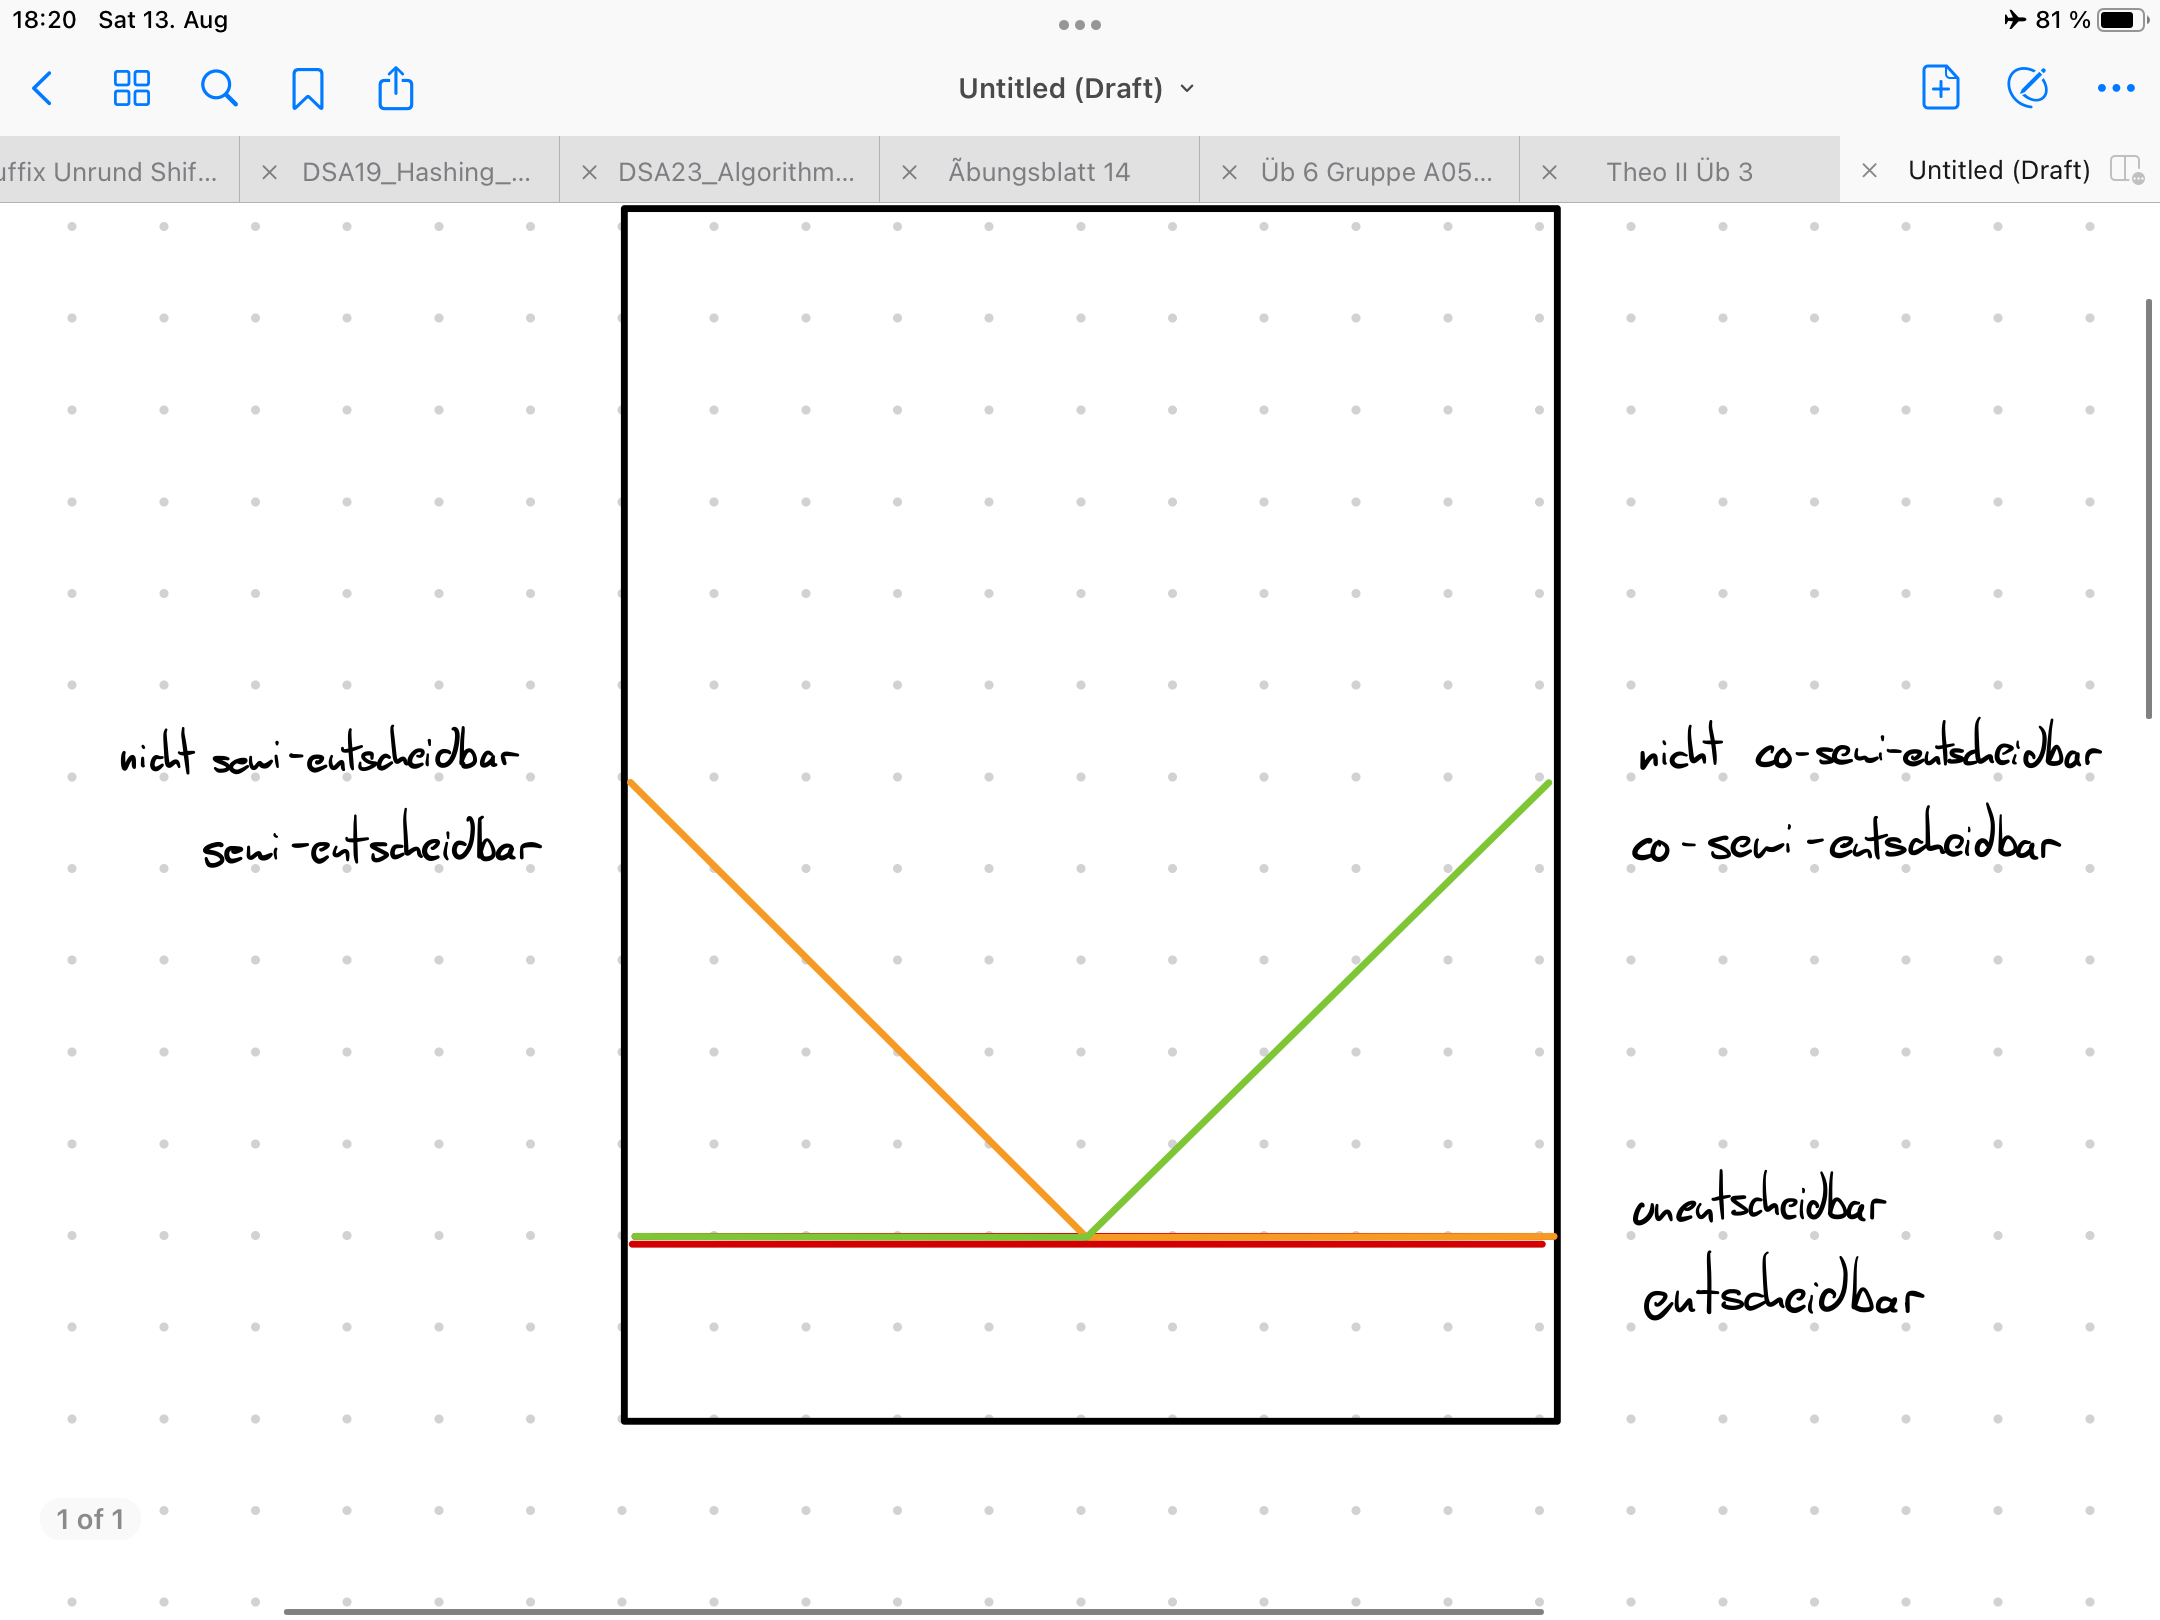 18:20 Sat 13. Aug 81 %
Untitled (Draft)
uffix Unrund Shif... DSA19_Hashing_... DSA23_Algorithm... Ãbungsblatt 14 Üb 6 Gruppe A05... Theo II Üb 3 Untitled (Draft)
nicht semi-entscheidbar
semi-entscheidbar
nicht co-semi-entscheidbar
co-semi-entscheidbar
unentscheidbar
entscheidbar
1 of 1